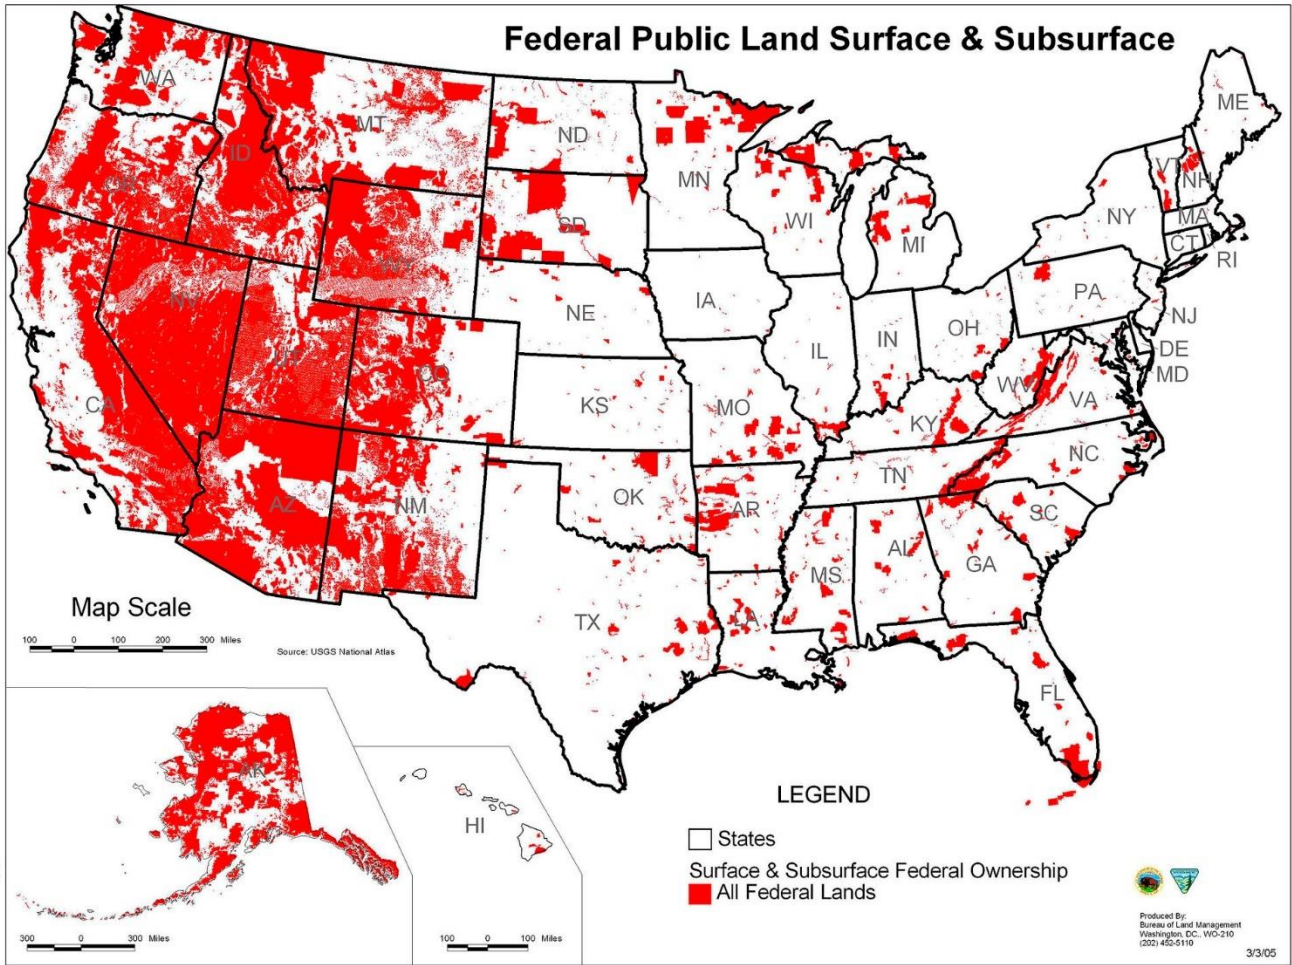 Federal Public Land Surface & Subsurface
WA
MT
ND
MN
ME
OR
ID
SD
WI
MI
VT
NH
NY
MA
CT
RI
WY
NE
IA
PA
NJ
NV
UT
CO
KS
MO
IL
IN
OH
DE
MD
WV
VA
CA
KY
AZ
NM
OK
AR
TN
NC
SC
TX
LA
MS
AL
GA
FL
Map Scale
100 0 100 200 300 Miles
Source: USGS National Atlas
AK
300 0 300 Miles
HI
100 0 100 Miles
LEGEND
States
Surface & Subsurface Federal Ownership
All Federal Lands
Produced By:
Bureau of Land Management
Washington, DC., WO-210
(202) 452-5110
3/3/05